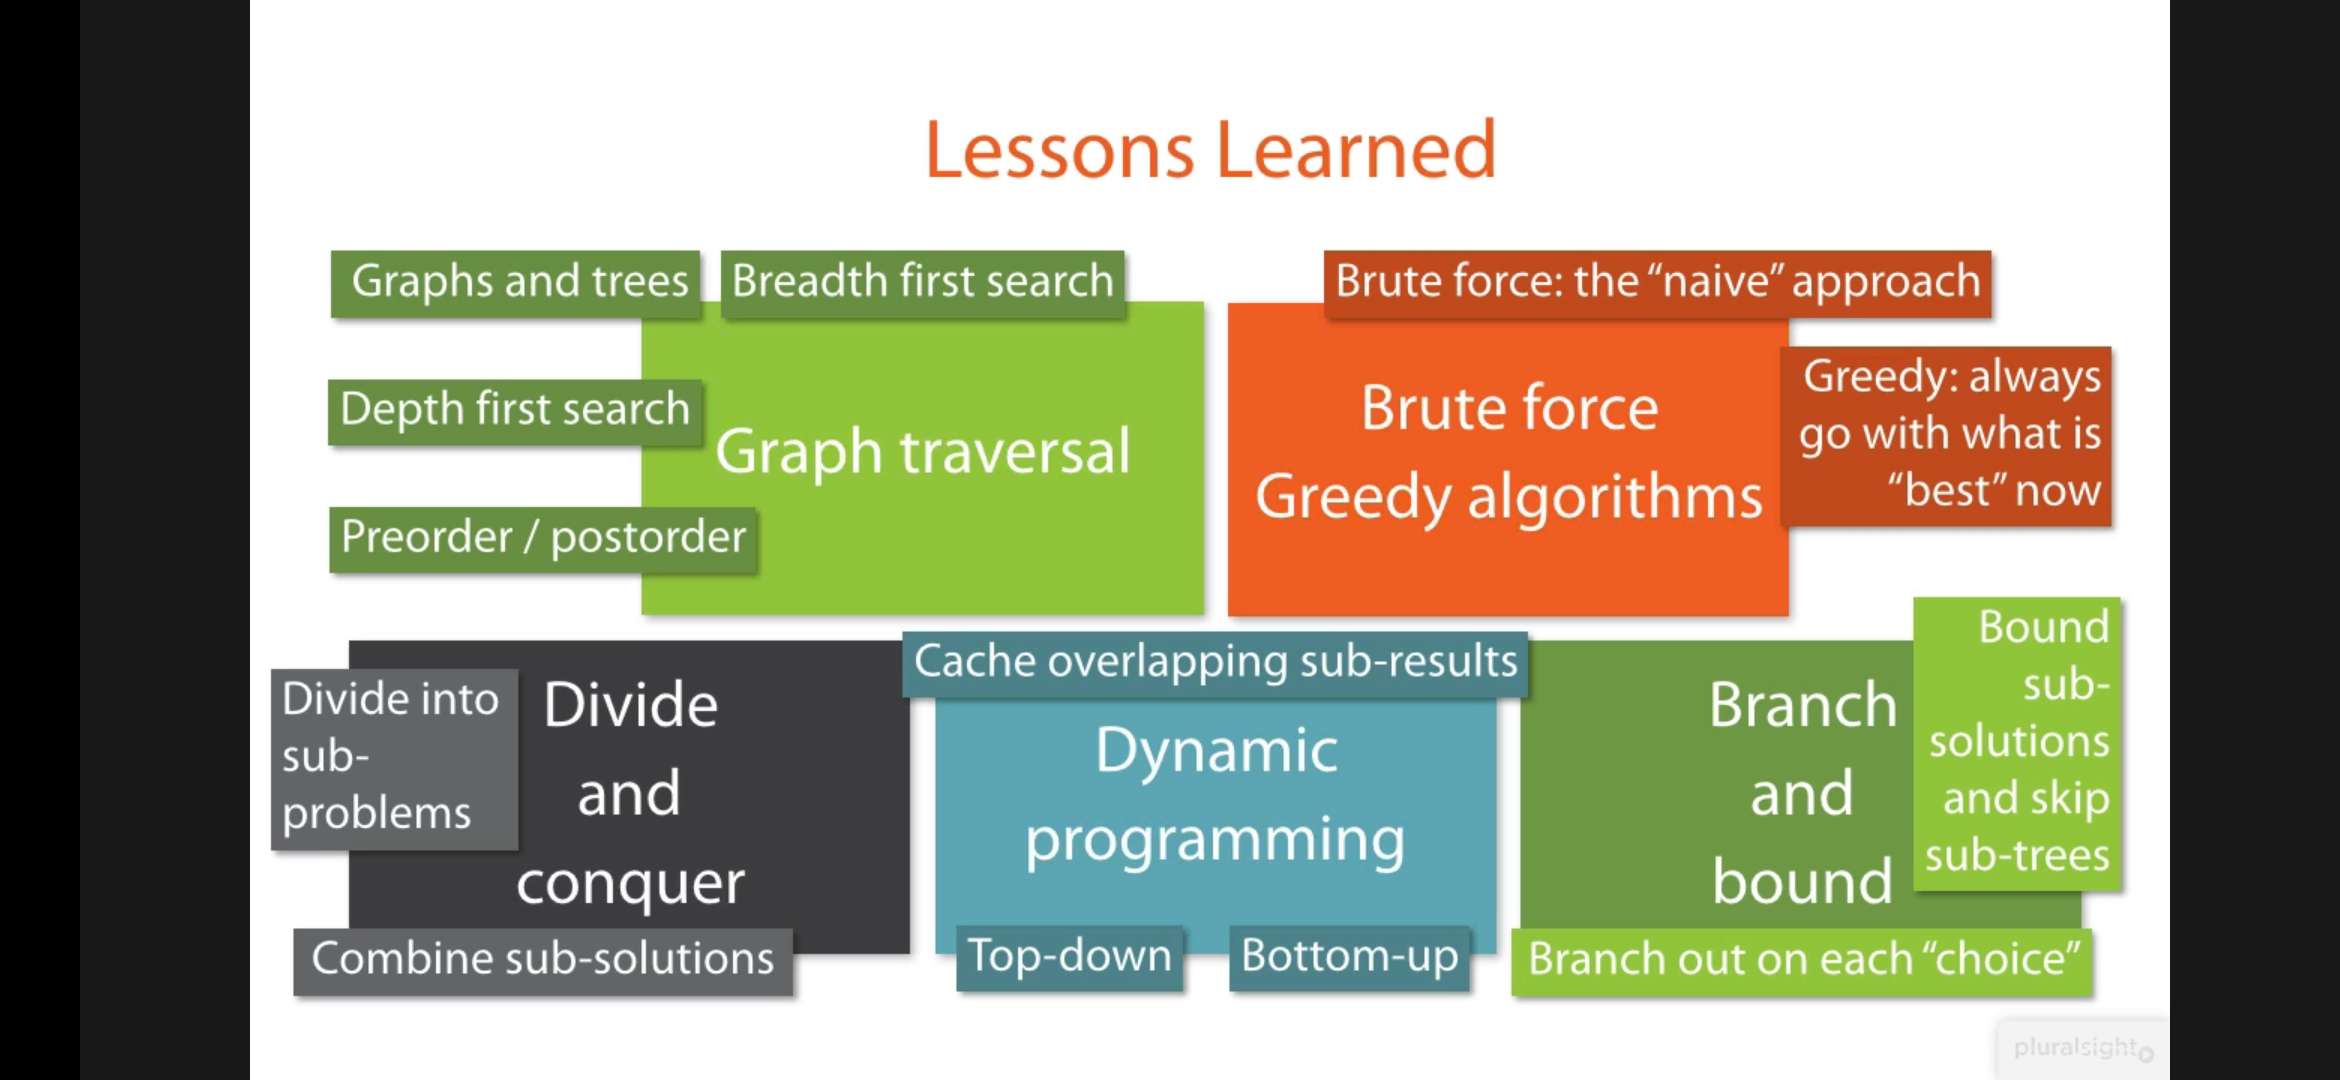 Lessons Learned
Graphs and trees
Breadth first search
Depth first search
Graph traversal
Preorder / postorder
Brute force: the “naive” approach
Brute force
Greedy algorithms
Greedy: always
go with what is
“best” now
Divide into
sub-
problems
Divide
and
conquer
Combine sub-solutions
Cache overlapping sub-results
Dynamic
programming
Top-down
Bottom-up
Branch
and
bound
Bound
sub-
solutions
and skip
sub-trees
Branch out on each “choice”
pluralsight